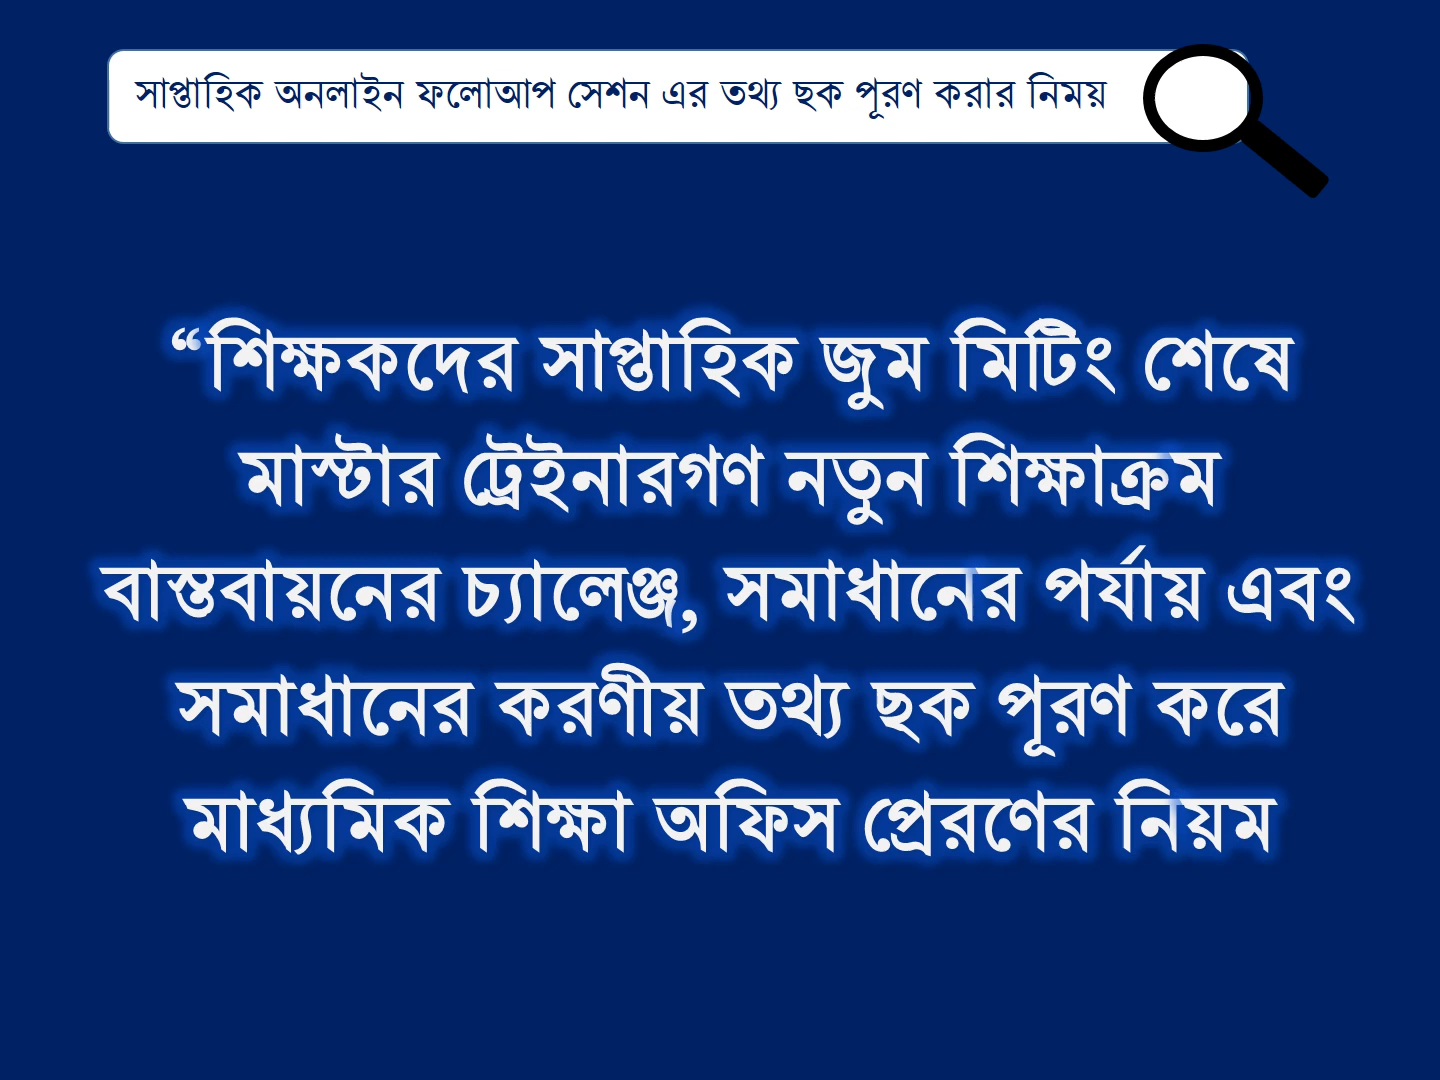 সাপ্তাহিক অনলাইন ফলোআপ সেশন এর তথ্য ছক পূরণ করার নিময়
“শিক্ষকদের সাপ্তাহিক জুম মিটিং শেষে
মাস্টার ট্রেইনারগণ নতুন শিক্ষাক্রম
বাস্তবায়নের চ্যালেঞ্জ, সমাধানের পর্যায় এবং
সমাধানের করণীয় তথ্য ছক পূরণ করে
মাধ্যমিক শিক্ষা অফিস প্রেরণের নিয়ম